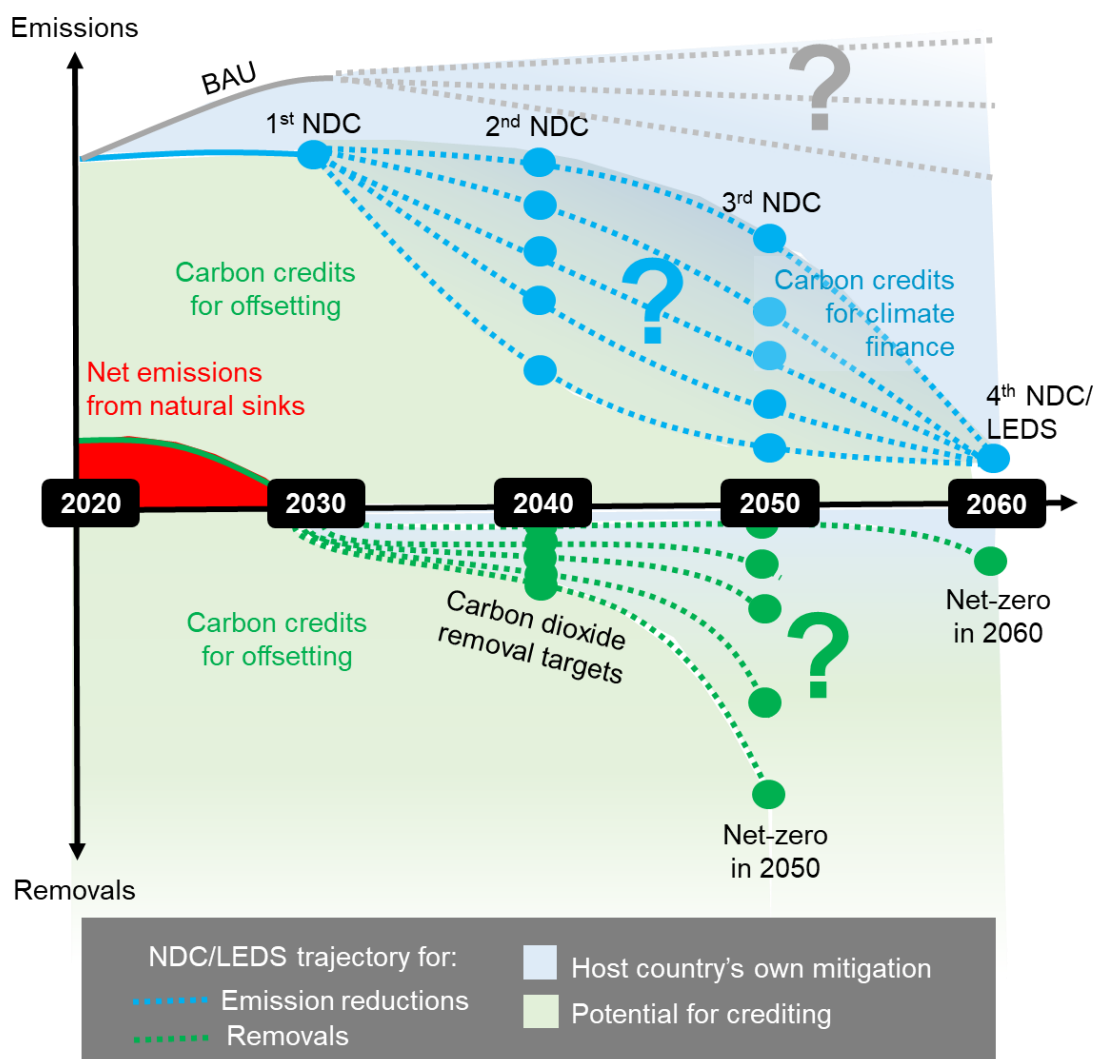 Emissions
BAU
?
1st NDC
2nd NDC
3rd NDC
Carbon credits
for offsetting
?
Carbon credits
for climate
finance
Net emissions
from natural sinks
4th NDC/
LEDS
2020
2030
2040
2050
2060
Carbon credits
for offsetting
Carbon dioxide
removal targets
?
Net-zero
in 2060
Net-zero
in 2050
Removals
NDC/LEDS trajectory for:
Emission reductions
Removals
Host country's own mitigation
Potential for crediting